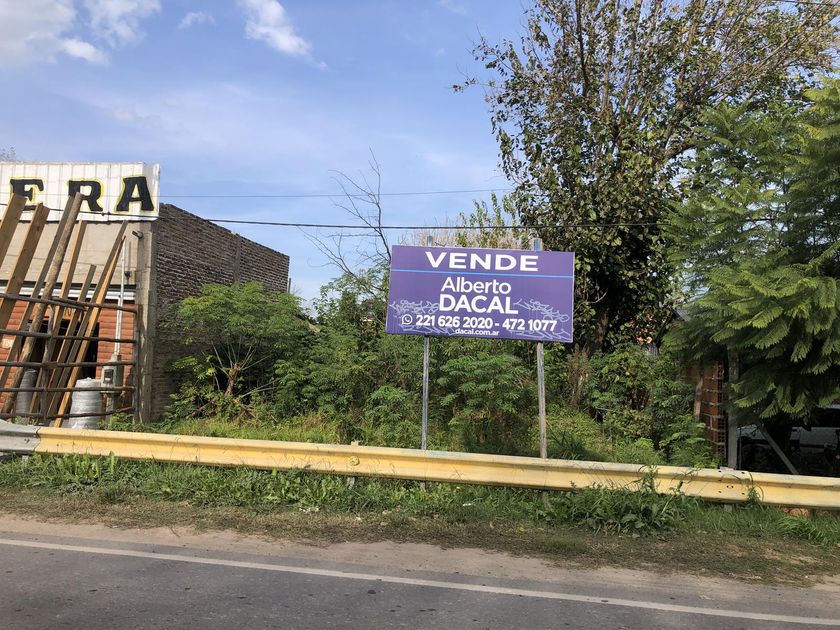 ERA
VENDE
Alberto
DACAL
221 626 2020 - 472 1077
dacal.com.ar